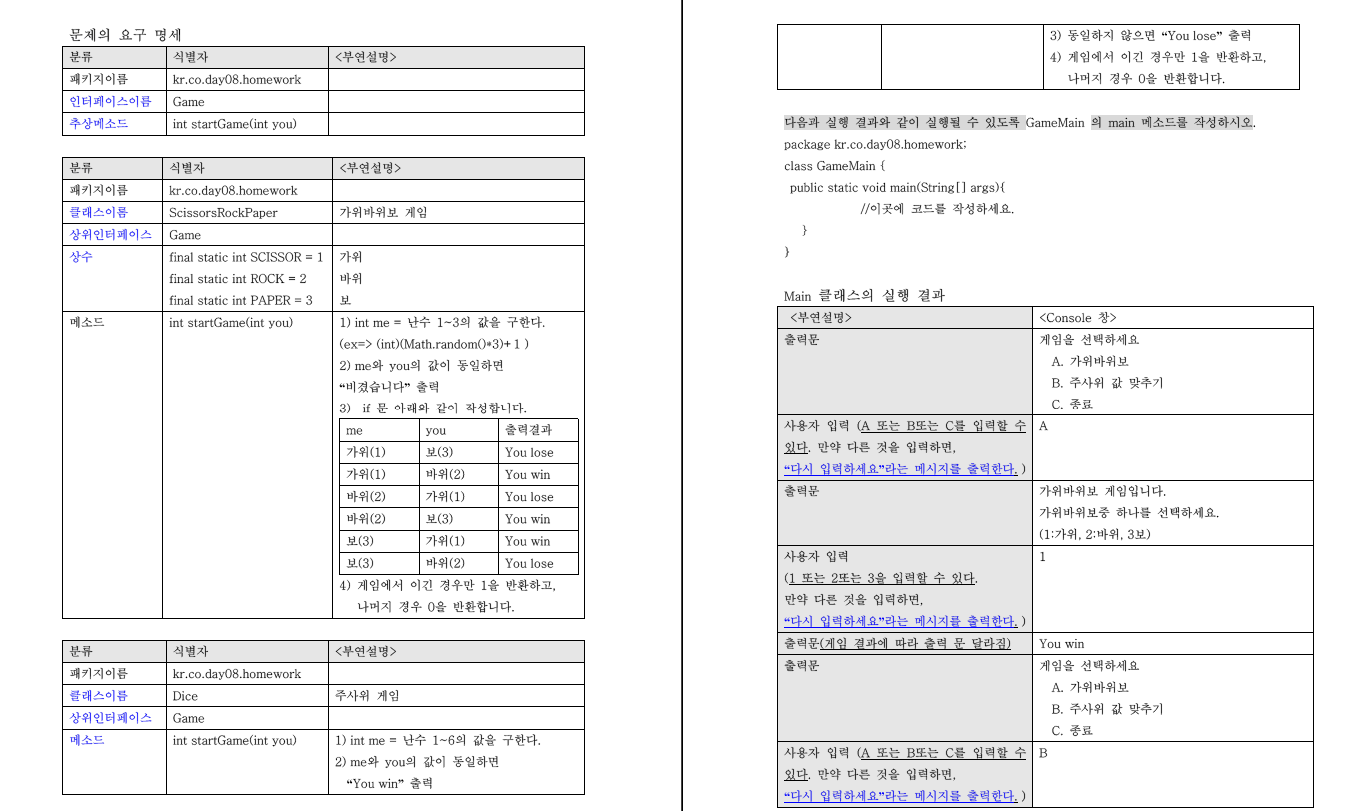 문제의 요구 명세
분류 식별자 <부연설명>
패키지이름 kr.co.day08.homework
인터페이스이름 Game
추상메소드 int startGame(int you)
분류 식별자 <부연설명>
패키지이름 kr.co.day08.homework
클래스이름 ScissorsRockPaper 가위바위보 게임
상위인터페이스 Game
상수 final static int SCISSOR = 1 가위
final static int ROCK = 2 바위
final static int PAPER = 3 보
메소드 int startGame(int you) 1) int me = 난수 1~3의 값을 구한다.
(ex=> (int)(Math.random()*3)+1 )
2) me와 you의 값이 동일하면
“비겼습니다” 출력
3) if 문 아래와 같이 작성합니다.
me you 출력결과
가위(1) 보(3) You lose
가위(1) 바위(2) You win
바위(2) 가위(1) You lose
바위(2) 보(3) You win
보(3) 가위(1) You win
보(3) 바위(2) You lose
4) 게임에서 이긴 경우만 1을 반환하고,
나머지 경우 0을 반환합니다.
분류 식별자 <부연설명>
패키지이름 kr.co.day08.homework
클래스이름 Dice 주사위 게임
상위인터페이스 Game
메소드 int startGame(int you) 1) int me = 난수 1~6의 값을 구한다.
2) me와 you의 값이 동일하면
“You win” 출력
3) 동일하지 않으면 “You lose” 출력
4) 게임에서 이긴 경우만 1을 반환하고,
나머지 경우 0을 반환합니다.
다음과 실행 결과와 같이 실행될 수 있도록 GameMain 의 main 메소드를 작성하시오.
package kr.co.day08.homework;
class GameMain {
public static void main(String[] args){
//이곳에 코드를 작성하세요.
}
}
Main 클래스의 실행 결과
<부연설명> <Console 창>
출력문 게임을 선택하세요
A. 가위바위보
B. 주사위 값 맞추기
C. 종료
사용자 입력 (A 또는 B또는 C를 입력할 수 A
있다. 만약 다른 것을 입력하면,
“다시 입력하세요”라는 메시지를 출력한다. )
출력문 가위바위보 게임입니다.
가위바위보중 하나를 선택하세요.
(1:가위, 2:바위, 3보)
사용자 입력 1
(1 또는 2또는 3을 입력할 수 있다.
만약 다른 것을 입력하면,
“다시 입력하세요”라는 메시지를 출력한다. )
출력문(게임 결과에 따라 출력 문 달라짐) You win
출력문 게임을 선택하세요
A. 가위바위보
B. 주사위 값 맞추기
C. 종료
사용자 입력 (A 또는 B또는 C를 입력할 수 B
있다. 만약 다른 것을 입력하면,
“다시 입력하세요”라는 메시지를 출력한다. )